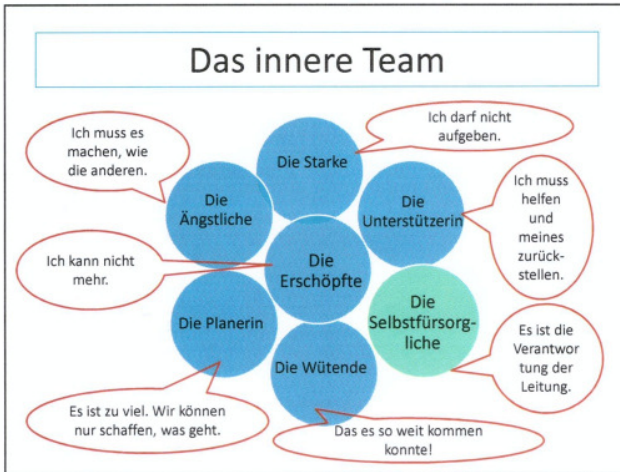 Das innere Team
Ich muss es
machen, wie
die anderen.
Ich darf nicht
aufgeben.
Die Starke
Die
Ängstliche
Die
Unterstützerin
Ich muss
helfen
und
meines
zurück-
stellen.
Ich kann nicht
mehr.
Die
Erschöpfte
Die Planerin
Die
Selbstfürsorg-
liche
Die Wütende
Es ist die
Verantwor
tung der
Leitung.
Es ist zu viel. Wir können
nur schaffen, was geht.
Das es so weit kommen
konnte!